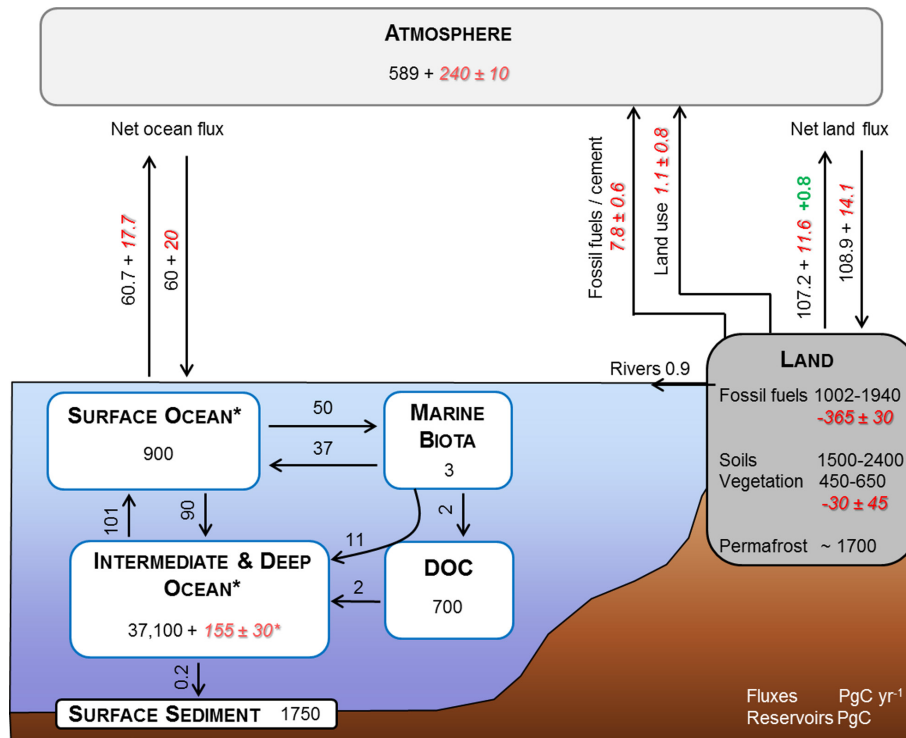 ATMOSPHERE
589 + 240 ± 10
Net ocean flux
60.7 + 17.7
60 + 20
Fossil fuels / cement
7.8 ± 0.6
Land use 1.1 ± 0.8
Net land flux
107.2 + 11.6 +0.8
108.9 + 14.1
Rivers 0.9
LAND
Fossil fuels 1002-1940
-365 ± 30
Soils 1500-2400
Vegetation 450-650
-30 ± 45
Permafrost ~ 1700
SURFACE OCEAN*
900
50
37
MARINE
BIOTA
3
101
90
11
2
INTERMEDIATE & DEEP
OCEAN*
37,100 + 155 ± 30*
2
DOC
700
0.2
SURFACE SEDIMENT 1750
Fluxes PgC yr-1
Reservoirs PgC